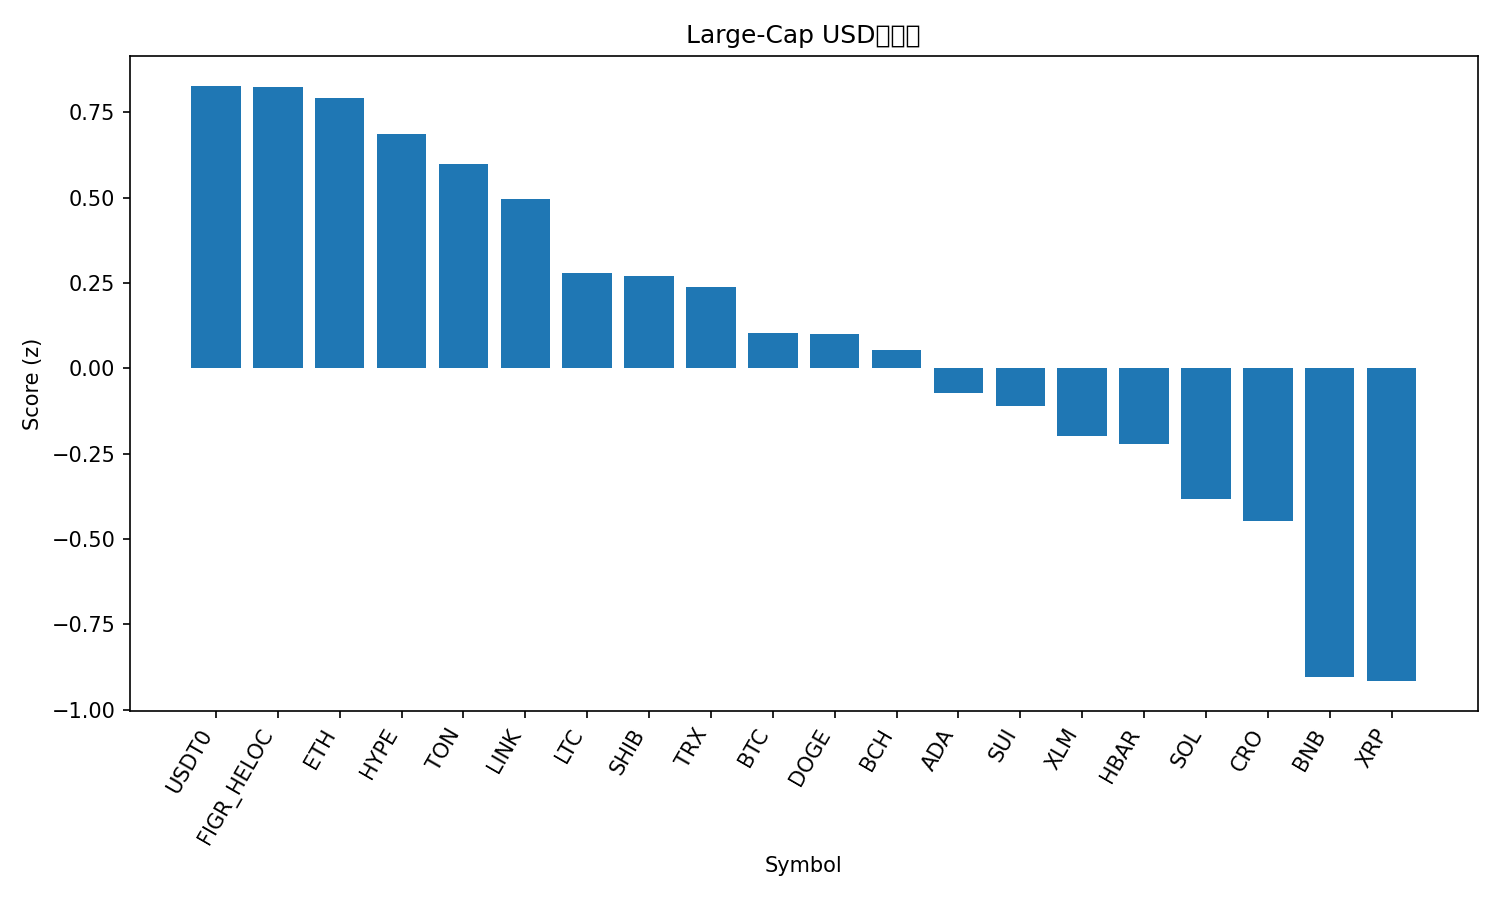 Large-Cap USD
Score (z)
0.75
0.50
0.25
0.00
−0.25
−0.50
−0.75
−1.00
USDT0
FIGR_HELOC
ETH
HYPE
TON
LINK
LTC
SHIB
TRX
BTC
DOGE
BCH
ADA
SUI
XLM
HBAR
SOL
CRO
BNB
XRP
Symbol